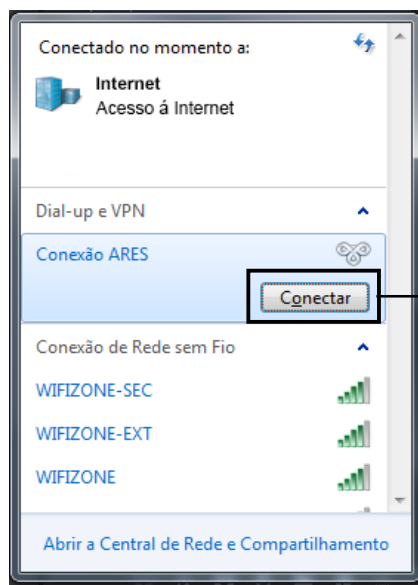 Conectado no momento a:
Internet
Acesso á Internet
Dial-up e VPN
Conexão ARES
Conectar
Conexão de Rede sem Fio
WIFIZONE-SEC
WIFIZONE-EXT
WIFIZONE
Abrir a Central de Rede e Compartilhamento